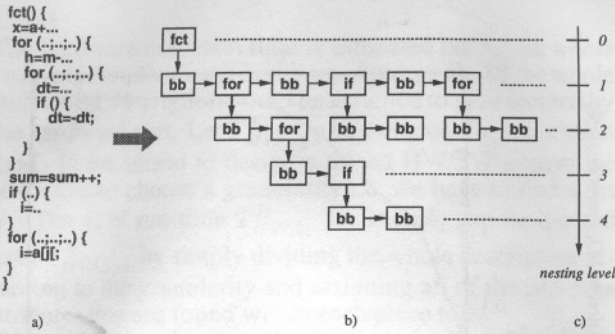 fct() {
x=a+...
for (..;..;..) {
h=m-...
for (..;..;..) {
dt=...
if () {
dt=-dt;
}
}
sum=sum++;
if (..) {
j=..
}
for (..;..;..) {
i=a[j[;
}
}
a)
fct
bb for bb if bb for
bb for bb bb bb bb bb
bb if
bb bb
b)
0
1
2
3
4
nesting level
c)